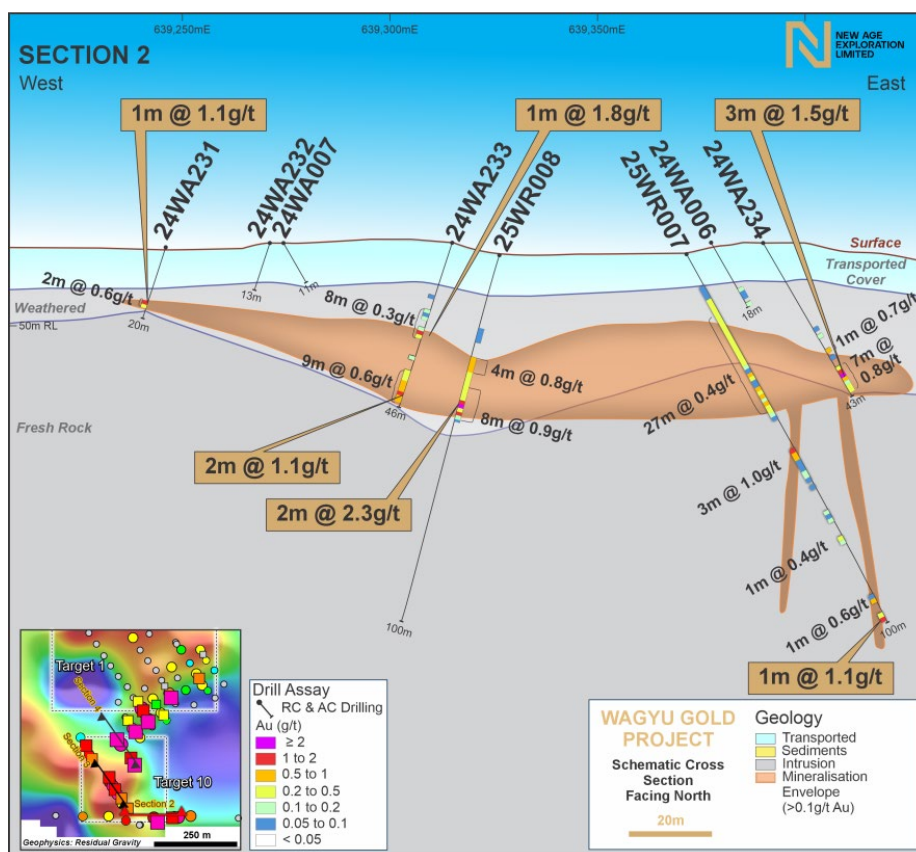 639,250mE
639,300mE
639,350mE
SECTION 2
West
East
NEW AGE
EXPLORATION
LIMITED
1m @ 1.1g/t
1m @ 1.8g/t
3m @ 1.5g/t
24WA231
24WA232
24WA007
24WA233
25WR008
25WR007
24WA006
24WA234
Surface
Transported
Cover
2m @ 0.6g/t
Weathered
50m RL
20m
13m
11m
8m @ 0.3g/t
18m
1m @ 0.7g/t
7m @
0.8g/t
9m @ 0.6g/t
46m
4m @ 0.8g/t
27m @ 0.4g/t
43m
Fresh Rock
8m @ 0.9g/t
2m @ 1.1g/t
3m @ 1.0g/t
2m @ 2.3g/t
1m @ 0.4g/t
100m
1m @ 0.6g/t
100m
1m @ 1.1g/t
Target 1
Section 4
Section 3
Target 10
Section 2
250 m
Geophysics: Residual Gravity
Drill Assay
RC & AC Drilling
Au (g/t)
≥ 2
1 to 2
0.5 to 1
0.2 to 0.5
0.1 to 0.2
0.05 to 0.1
< 0.05
WAGYU GOLD
PROJECT
Schematic Cross
Section
Facing North
20m
Geology
Transported
Sediments
Intrusion
Mineralisation
Envelope
(>0.1g/t Au)